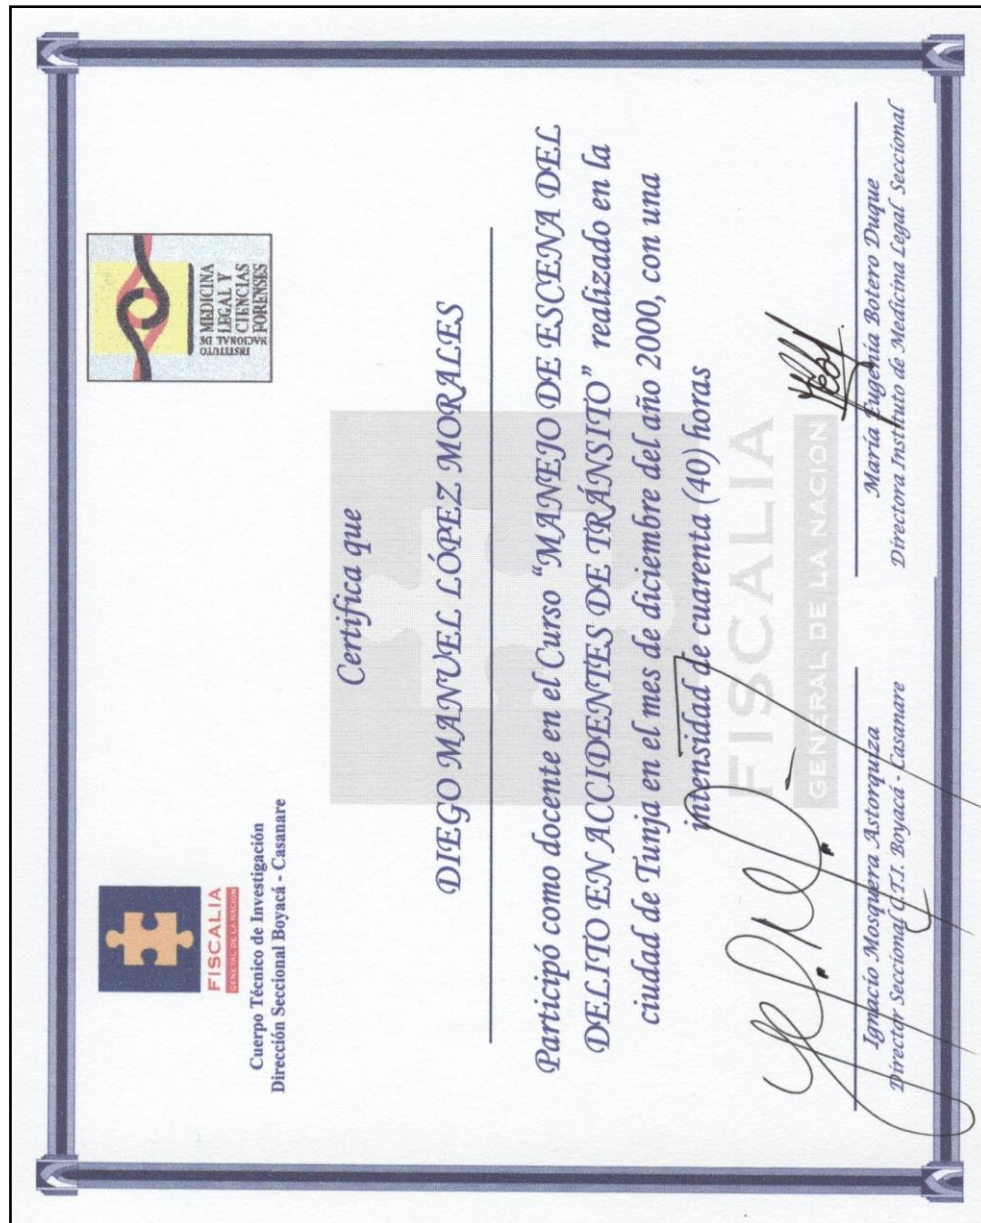 FISCALIA
GENERAL DE LA NACION
Cuerpo Técnico de Investigación
Dirección Seccional Boyacá - Casanare
INSTITUTO
NACIONAL DE
MEDICINA
LEGAL Y
CIENCIAS
FORENSES
Certifica que
DIEGO MANUEL LÓPEZ MORALES
Participó como docente en el Curso “MANEJO DE ESCENA DEL
DELITO EN ACCIDENTES DE TRÁNSITO” realizado en la
ciudad de Tunja en el mes de diciembre del año 2000, con una
intensidad de cuarenta (40) horas
FISCALIA
GENERAL DE LA NACION
Ignacio Mosquera Astorquiza
Director Seccional C.T.I. Boyacá - Casanare
María Eugenia Botero Duque
Directora Instituto de Medicina Legal Seccional